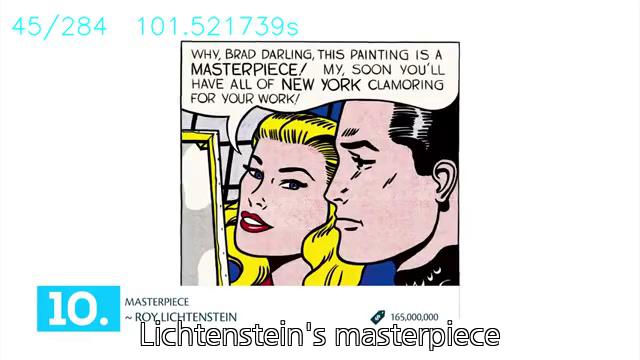 45/284 101.521739s
WHY, BRAD DARLING, THIS PAINTING IS A
MASTERPIECE! MY, SOON YOU'LL
HAVE ALL OF NEW YORK CLAMORING
FOR YOUR WORK!
10.
MASTERPIECE
~ ROY LICHTENSTEIN
165,000,000
Lichtenstein's masterpiece